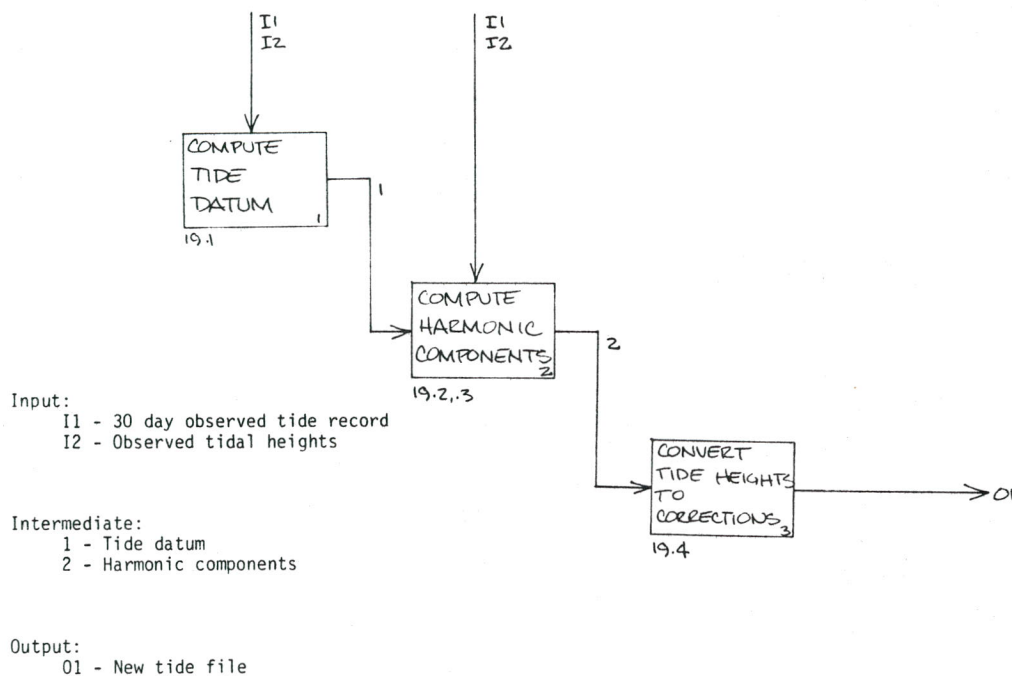 I1
I2
I1
I2
COMPUTE
TIDE
DATUM
1
19.1
1
COMPUTE
HARMONIC
COMPONENTS
2
19.2,.3
2
CONVERT
TIDE HEIGHTS
TO
CORRECTIONS
3
19.4
O1
Input:
I1 - 30 day observed tide record
I2 - Observed tidal heights
Intermediate:
1 - Tide datum
2 - Harmonic components
Output:
O1 - New tide file